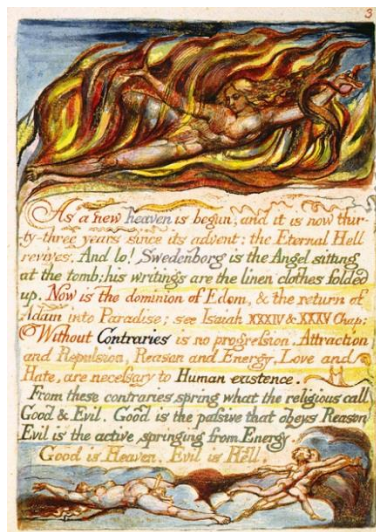 3
As a new heaven is begun, and it is now thir-
ty-three years since its advent: the Eternal Hell
revives. And lo! Swedenborg is the Angel sitting
at the tomb; his writings are the linen clothes folded
up. Now is the dominion of Edom, & the return of
Adam into Paradise; see Isaiah XXXIV & XXXV Chap:
Without Contraries is no progreſsion. Attraction
and Repulsion, Reason and Energy, Love and
Hate, are neceſsary to Human existence.
From these contraries spring what the religious call
Good & Evil. Good is the paſsive that obeys Reason
Evil is the active springing from Energy.
Good is Heaven. Evil is Hell.